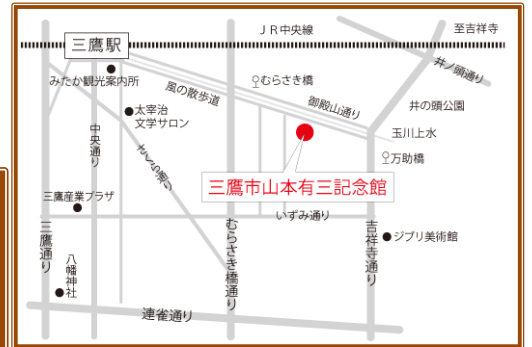 ＪＲ中央線
至吉祥寺
三鷹駅
みたか観光案内所
風の散歩道
むらさき橋
御殿山通り
井ノ頭通り
井の頭公園
太宰治
文学サロン
玉川上水
万助橋
中央通り
さくら通り
三鷹市山本有三記念館
三鷹産業プラザ
いずみ通り
三鷹通り
むらさき橋通り
吉祥寺通り
ジブリ美術館
八幡神社
連雀通り